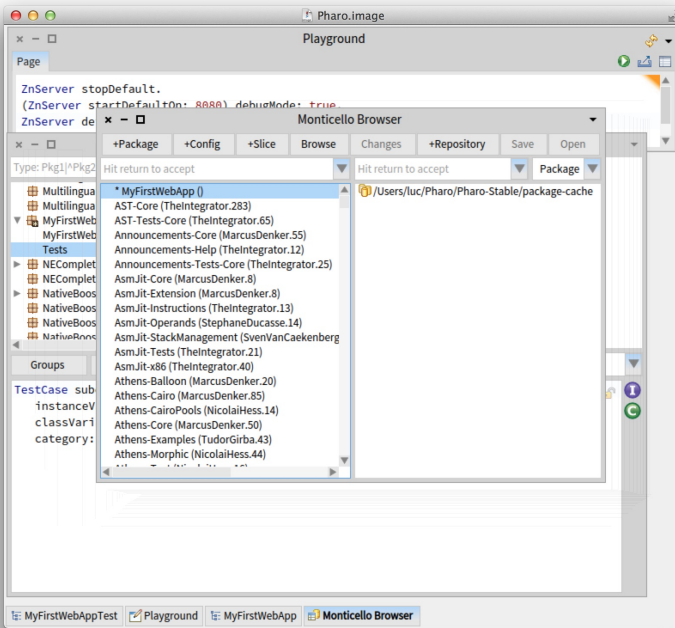 Pharo.image
Playground
Page
ZnServer stopDefault.
(ZnServer startDefaultOn: 8080) debugMode: true.
ZnServer de
Monticello Browser
+Package +Config +Slice Browse Changes +Repository Save Open
Type: Pkg1|^Pkg2
Hit return to accept Hit return to accept Package
Multilingua
Multilingua
MyFirstWeb
MyFirstWeb
Tests
NEComplet
NEComplet
NativeBoos
NativeBoos
NativeBoos
* MyFirstWebApp ()
AST-Core (TheIntegrator.283)
AST-Tests-Core (TheIntegrator.65)
Announcements-Core (MarcusDenker.55)
Announcements-Help (TheIntegrator.12)
Announcements-Tests-Core (TheIntegrator.25)
AsmJit-Core (MarcusDenker.8)
AsmJit-Extension (MarcusDenker.8)
AsmJit-Instructions (TheIntegrator.13)
AsmJit-Operands (StephaneDucasse.14)
AsmJit-StackManagement (SvenVanCaekenberg
AsmJit-Tests (TheIntegrator.21)
AsmJit-x86 (TheIntegrator.40)
Athens-Balloon (MarcusDenker.20)
Athens-Cairo (MarcusDenker.85)
Athens-CairoPools (NicolaiHess.14)
Athens-Core (MarcusDenker.50)
Athens-Examples (TudorGirba.43)
Athens-Morphic (NicolaiHess.44)
/Users/luc/Pharo/Pharo-Stable/package-cache
Groups
TestCase sub
instanceV
classVari
category:
I
C
MyFirstWebAppTest Playground MyFirstWebApp Monticello Browser